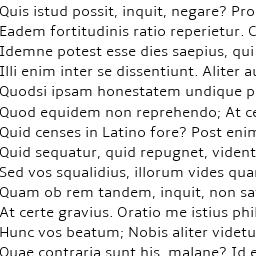 Quis istud possit, inquit, negare? Pro
Eadem fortitudinis ratio reperietur. C
Idemne potest esse dies saepius, qui
Illi enim inter se dissentiunt. Aliter au
Quodsi ipsam honestatem undique p
Quod equidem non reprehendo; At ce
Quid censes in Latino fore? Post enim
Quid sequatur, quid repugnet, vident
Sed vos squalidius, illorum vides qua
Quam ob rem tandem, inquit, non sa
At certe gravius. Oratio me istius phil
Hunc vos beatum; Nobis aliter videtu
Quae contraria sunt his, malane? Id e